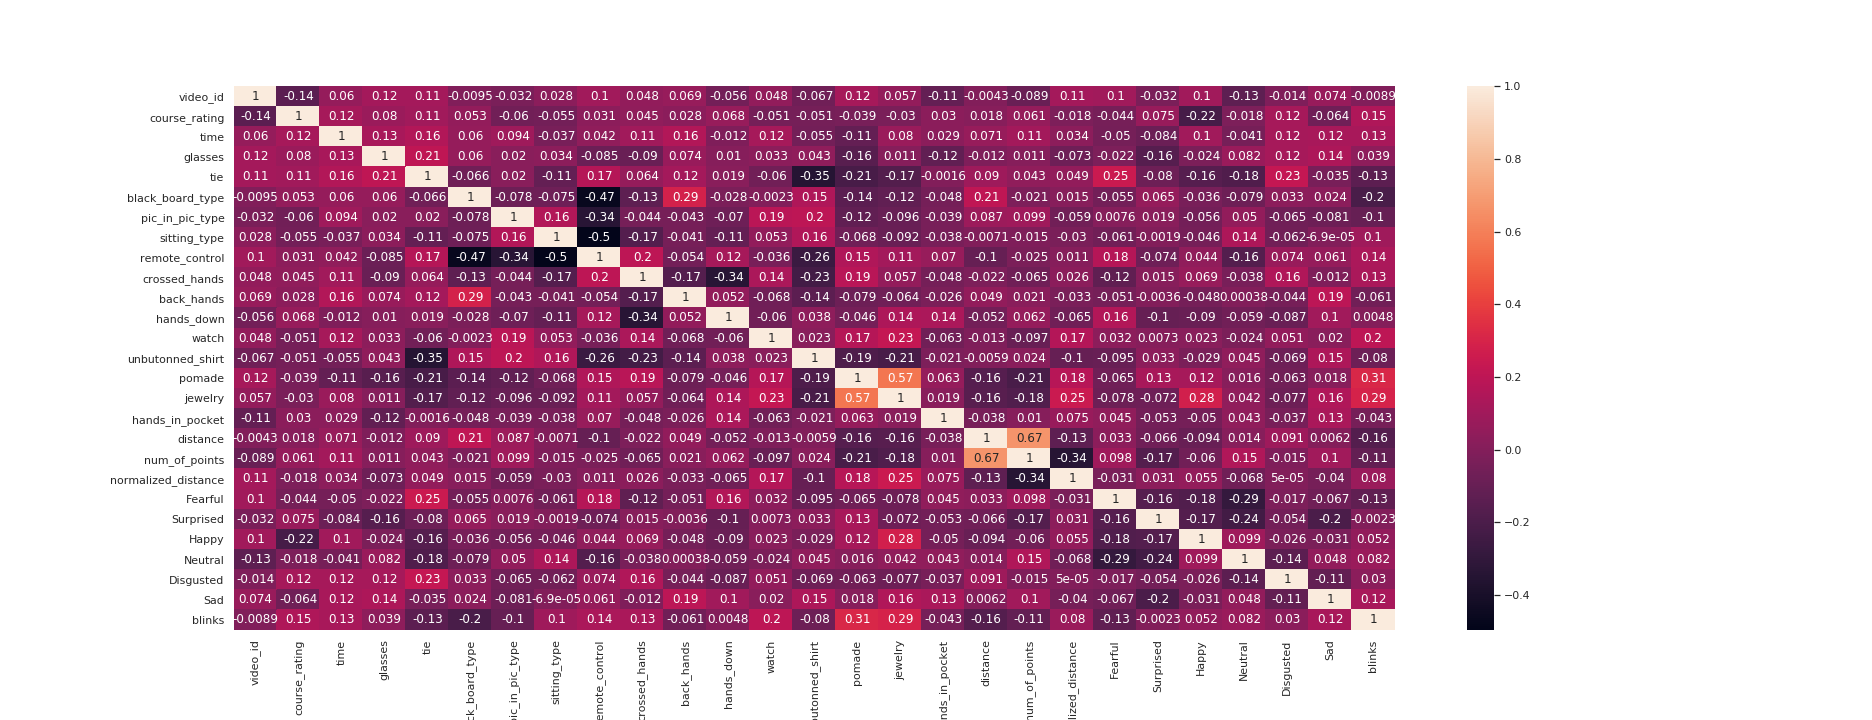 video_id 1 -0.14 0.06 0.12 0.11 -0.0095 -0.032 0.028 0.1 0.048 0.069 -0.056 0.048 -0.067 0.12 0.057 -0.11 -0.0043 -0.089 0.11 0.1 -0.032 0.1 -0.13 -0.014 0.074 -0.0089 1.0
course_rating -0.14 1 0.12 0.08 0.11 0.053 -0.06 -0.055 0.031 0.045 0.028 0.068 -0.051 -0.051 -0.039 -0.03 0.03 0.018 0.061 -0.018 -0.044 0.075 -0.22 -0.018 0.12 -0.064 0.15
time 0.06 0.12 1 0.13 0.16 0.06 0.094 -0.037 0.042 0.11 0.16 -0.012 0.12 -0.055 -0.11 0.08 0.029 0.071 0.11 0.034 -0.05 -0.084 0.1 -0.041 0.12 0.12 0.13
glasses 0.12 0.08 0.13 1 0.21 0.06 0.02 0.034 -0.085 -0.09 0.074 0.01 0.033 0.043 -0.16 0.011 -0.12 -0.012 0.011 -0.073 -0.022 -0.16 -0.024 0.082 0.12 0.14 0.039 0.8
tie 0.11 0.11 0.16 0.21 1 -0.066 0.02 -0.11 0.17 0.064 0.12 0.019 -0.06 -0.35 -0.21 -0.17 -0.0016 0.09 0.043 0.049 0.25 -0.08 -0.16 -0.18 0.23 -0.035 -0.13
black_board_type -0.0095 0.053 0.06 0.06 -0.066 1 -0.078 -0.075 -0.47 -0.13 0.29 -0.028 -0.0023 0.15 -0.14 -0.12 -0.048 0.21 -0.021 0.015 -0.055 0.065 -0.036 -0.079 0.033 0.024 -0.2
pic_in_pic_type -0.032 -0.06 0.094 0.02 0.02 -0.078 1 0.16 -0.34 -0.044 -0.043 -0.07 0.19 0.2 -0.12 -0.096 -0.039 0.087 0.099 -0.059 0.0076 0.019 -0.056 0.05 -0.065 -0.081 -0.1
sitting_type 0.028 -0.055 -0.037 0.034 -0.11 -0.075 0.16 1 -0.5 -0.17 -0.041 -0.11 0.053 0.16 -0.068 -0.092 -0.038 -0.0071 -0.015 -0.03 -0.061 -0.0019 -0.046 0.14 -0.062 -6.9e-05 0.1 0.6
remote_control 0.1 0.031 0.042 -0.085 0.17 -0.47 -0.34 -0.5 1 0.2 -0.054 0.12 -0.036 -0.26 0.15 0.11 0.07 -0.1 -0.025 0.011 0.18 -0.074 0.044 -0.16 0.074 0.061 0.14
crossed_hands 0.048 0.045 0.11 -0.09 0.064 -0.13 -0.044 -0.17 0.2 1 -0.17 -0.34 0.14 -0.23 0.19 0.057 -0.048 -0.022 -0.065 0.026 -0.12 0.015 0.069 -0.038 0.16 -0.012 0.13
back_hands 0.069 0.028 0.16 0.074 0.12 0.29 -0.043 -0.041 -0.054 -0.17 1 0.052 -0.068 -0.14 -0.079 -0.064 -0.026 0.049 0.021 -0.033 -0.051 -0.0036 -0.048 0.00038 -0.044 0.19 -0.061 0.4
hands_down -0.056 0.068 -0.012 0.01 0.019 -0.028 -0.07 -0.11 0.12 -0.34 0.052 1 -0.06 0.038 -0.046 0.14 0.14 -0.052 0.062 -0.065 0.16 -0.1 -0.09 -0.059 -0.087 0.1 0.0048
watch 0.048 -0.051 0.12 0.033 -0.06 -0.0023 0.19 0.053 -0.036 0.14 -0.068 -0.06 1 0.023 0.17 0.23 -0.063 -0.013 -0.097 0.17 0.032 0.0073 0.023 -0.024 0.051 0.02 0.2
unbutonned_shirt -0.067 -0.051 -0.055 0.043 -0.35 0.15 0.2 0.16 -0.26 -0.23 -0.14 0.038 0.023 1 -0.19 -0.21 -0.021 -0.0059 0.024 -0.1 -0.095 0.033 -0.029 0.045 -0.069 0.15 -0.08
pomade 0.12 -0.039 -0.11 -0.16 -0.21 -0.14 -0.12 -0.068 0.15 0.19 -0.079 -0.046 0.17 -0.19 1 0.57 0.063 -0.16 -0.21 0.18 -0.065 0.13 0.12 0.016 -0.063 0.018 0.31 0.2
jewelry 0.057 -0.03 0.08 0.011 -0.17 -0.12 -0.096 -0.092 0.11 0.057 -0.064 0.14 0.23 -0.21 0.57 1 0.019 -0.16 -0.18 0.25 -0.078 -0.072 0.28 0.042 -0.077 0.16 0.29
hands_in_pocket -0.11 0.03 0.029 -0.12 -0.0016 -0.048 -0.039 -0.038 0.07 -0.048 -0.026 0.14 -0.063 -0.021 0.063 0.019 1 -0.038 0.01 0.075 0.045 -0.053 -0.05 0.043 -0.037 0.13 -0.043
distance -0.0043 0.018 0.071 -0.012 0.09 0.21 0.087 -0.0071 -0.1 -0.022 0.049 -0.052 -0.013 -0.0059 -0.16 -0.16 -0.038 1 0.67 -0.13 0.033 -0.066 -0.094 0.014 0.091 0.0062 -0.16 0.0
num_of_points -0.089 0.061 0.11 0.011 0.043 -0.021 0.099 -0.015 -0.025 -0.065 0.021 0.062 -0.097 0.024 -0.21 -0.18 0.01 0.67 1 -0.34 0.098 -0.17 -0.06 0.15 -0.015 0.1 -0.11
normalized_distance 0.11 -0.018 0.034 -0.073 0.049 0.015 -0.059 -0.03 0.011 0.026 -0.033 -0.065 0.17 -0.1 0.18 0.25 0.075 -0.13 -0.34 1 -0.031 0.031 0.055 -0.068 5e-05 -0.04 0.08
Fearful 0.1 -0.044 -0.05 -0.022 0.25 -0.055 0.0076 -0.061 0.18 -0.12 -0.051 0.16 0.032 -0.095 -0.065 -0.078 0.045 0.033 0.098 -0.031 1 -0.16 -0.18 -0.29 -0.017 -0.067 -0.13
Surprised -0.032 0.075 -0.084 -0.16 -0.08 0.065 0.019 -0.0019 -0.074 0.015 -0.0036 -0.1 0.0073 0.033 0.13 -0.072 -0.053 -0.066 -0.17 0.031 -0.16 1 -0.17 -0.24 -0.054 -0.2 -0.0023 -0.2
Happy 0.1 -0.22 0.1 -0.024 -0.16 -0.036 -0.056 -0.046 0.044 0.069 -0.048 -0.09 0.023 -0.029 0.12 0.28 -0.05 -0.094 -0.06 0.055 -0.18 -0.17 1 0.099 -0.026 -0.031 0.052
Neutral -0.13 -0.018 -0.041 0.082 -0.18 -0.079 0.05 0.14 -0.16 -0.038 0.00038 -0.059 -0.024 0.045 0.016 0.042 0.043 0.014 0.15 -0.068 -0.29 -0.24 0.099 1 -0.14 0.048 0.082
Disgusted -0.014 0.12 0.12 0.12 0.23 0.033 -0.065 -0.062 0.074 0.16 -0.044 -0.087 0.051 -0.069 -0.063 -0.077 -0.037 0.091 -0.015 5e-05 -0.017 -0.054 -0.026 -0.14 1 -0.11 0.03
Sad 0.074 -0.064 0.12 0.14 -0.035 0.024 -0.081 -6.9e-05 0.061 -0.012 0.19 0.1 0.02 0.15 0.018 0.16 0.13 0.0062 0.1 -0.04 -0.067 -0.2 -0.031 0.048 -0.11 1 0.12 -0.4
blinks -0.0089 0.15 0.13 0.039 -0.13 -0.2 -0.1 0.1 0.14 0.13 -0.061 0.0048 0.2 -0.08 0.31 0.29 -0.043 -0.16 -0.11 0.08 -0.13 -0.0023 0.052 0.082 0.03 0.12 1
video_id course_rating time glasses tie ck_board_type pic_in_pic_type sitting_type emote_control crossed_hands back_hands hands_down watch outonned_shirt pomade jewelry nds_in_pocket distance num_of_points lized_distance Fearful Surprised Happy Neutral Disgusted Sad blinks